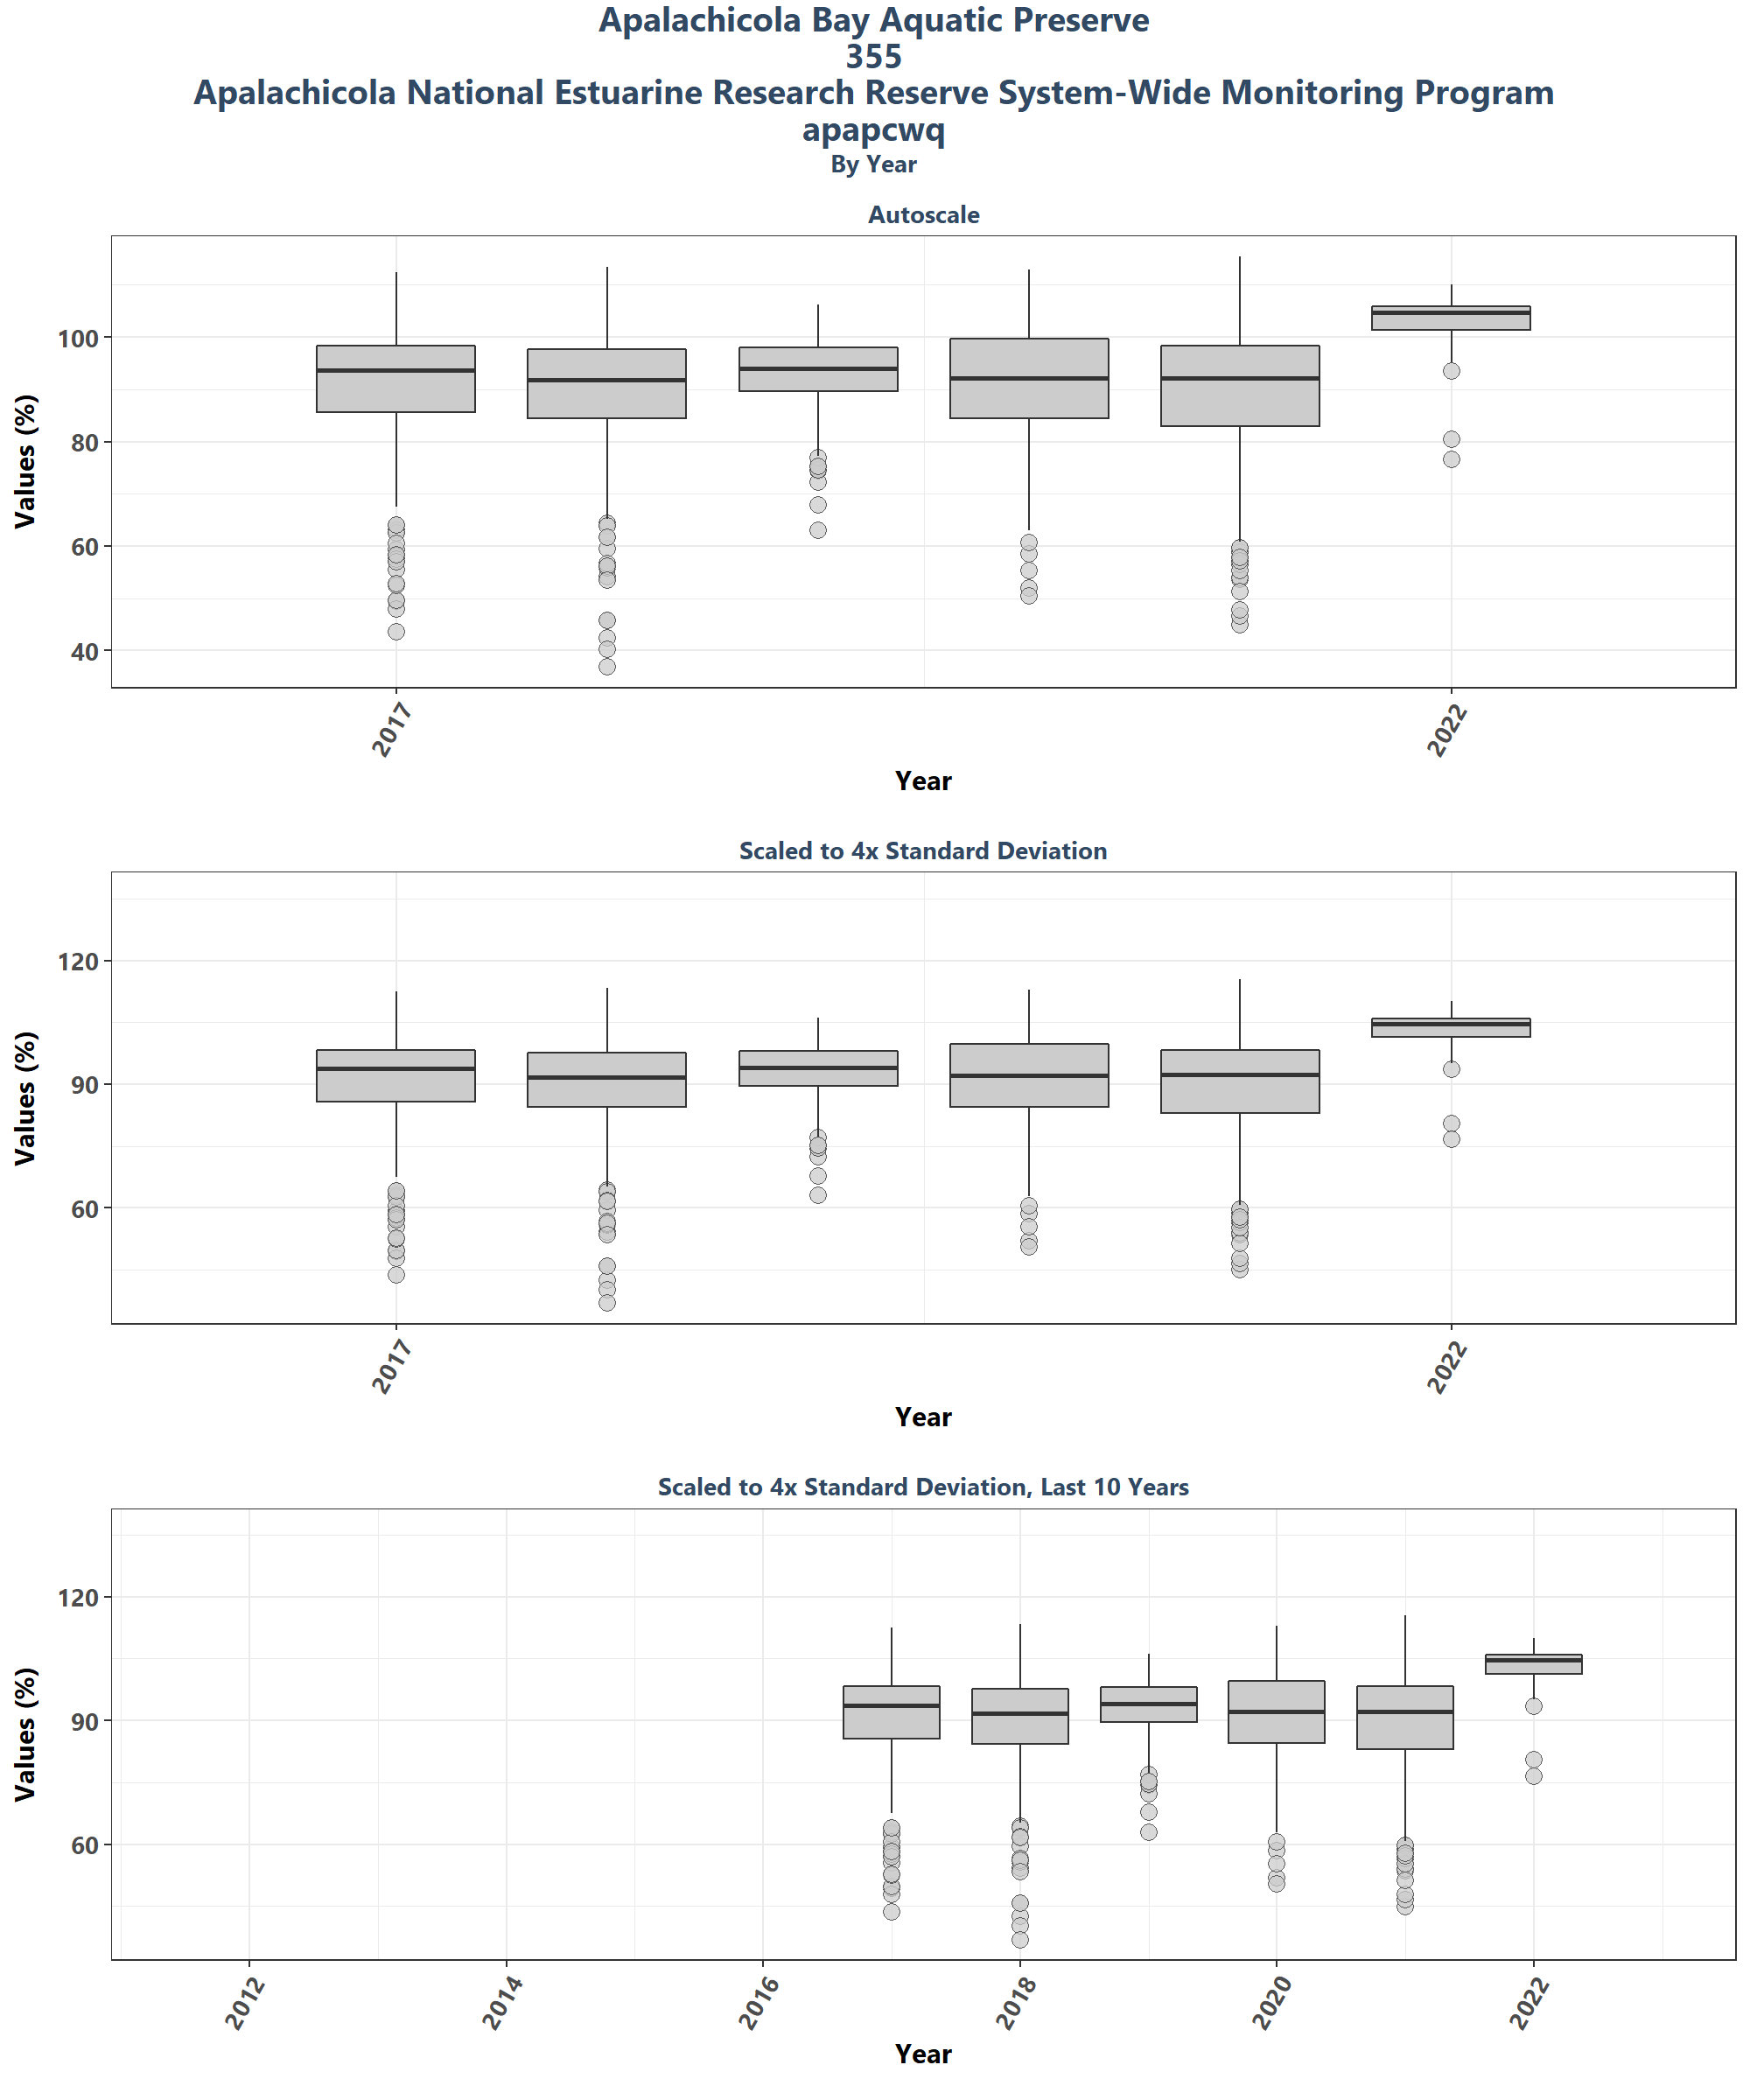 Apalachicola Bay Aquatic Preserve
355
Apalachicola National Estuarine Research Reserve System-Wide Monitoring Program
apapcwq
By Year
Autoscale
Values (%)
100
80
60
40
2017
2022
Year
Scaled to 4x Standard Deviation
Values (%)
120
90
60
2017
2022
Year
Scaled to 4x Standard Deviation, Last 10 Years
Values (%)
120
90
60
2012
2014
2016
2018
2020
2022
Year